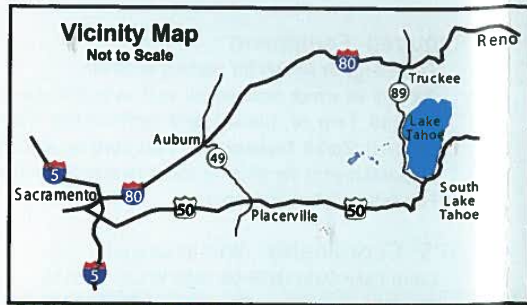 Vicinity Map
Not to Scale
Reno
80
Truckee
89
Lake
Tahoe
Auburn
49
5
Sacramento
80
50
Placerville
50
South
Lake
Tahoe
5